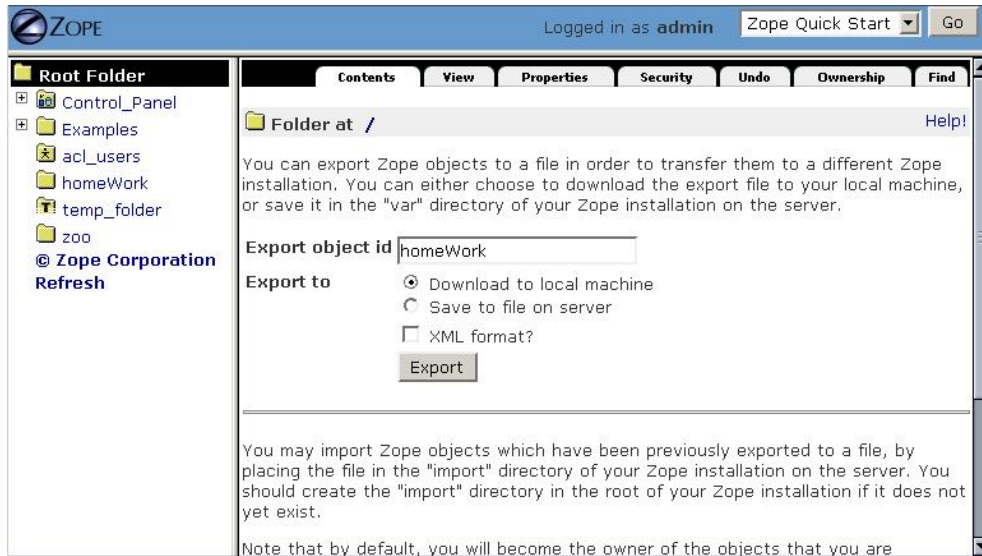 ZOPE
Logged in as admin
Zope Quick Start
Go
Root Folder
Control_Panel
Examples
acl_users
homeWork
temp_folder
zoo
© Zope Corporation
Refresh
Contents View Properties Security Undo Ownership Find
Folder at /
Help!
You can export Zope objects to a file in order to transfer them to a different Zope
installation. You can either choose to download the export file to your local machine,
or save it in the "var" directory of your Zope installation on the server.
Export object id homeWork
Export to
Download to local machine
Save to file on server
XML format?
Export
You may import Zope objects which have been previously exported to a file, by
placing the file in the "import" directory of your Zope installation on the server. You
should create the "import" directory in the root of your Zope installation if it does not
yet exist.
Note that by default, you will become the owner of the objects that you are